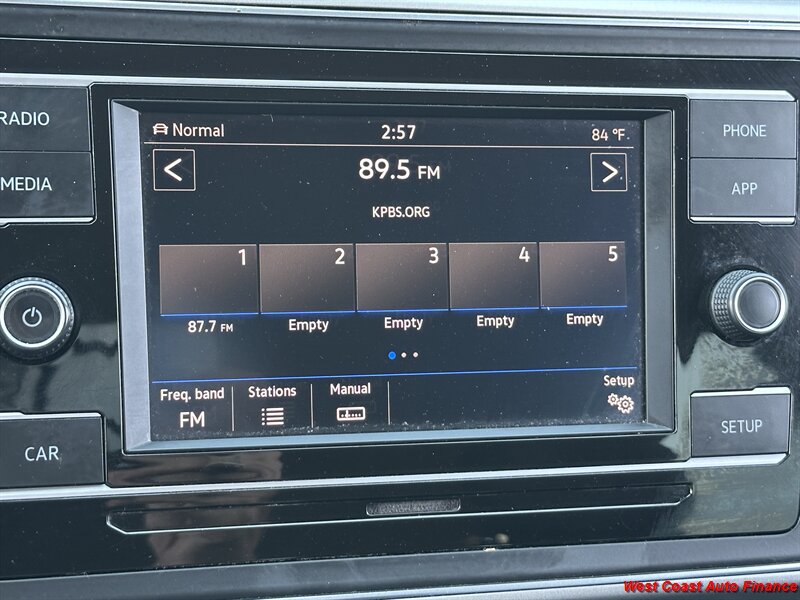 RADIO
MEDIA
CAR
Normal 2:57 84 °F
< 89.5 FM >
KPBS.ORG
1 2 3 4 5
87.7 FM Empty Empty Empty Empty
Freq. band Stations Manual Setup
FM
PHONE
APP
SETUP
West Coast Auto Finance